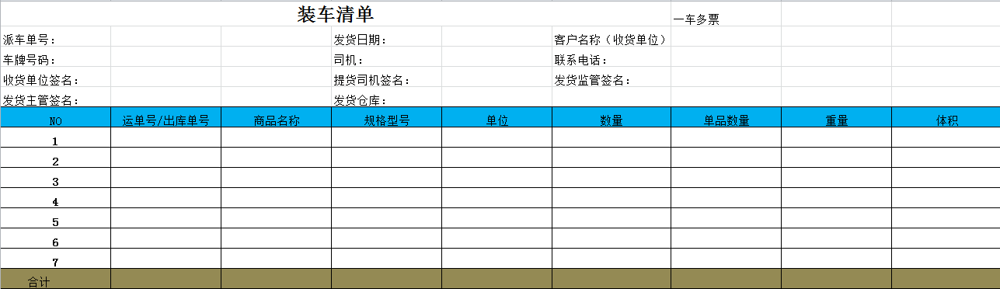 装车清单
一车多票
派车单号： 发货日期： 客户名称（收货单位）
车牌号码： 司机： 联系电话：
收货单位签名： 提货司机签名： 发货监管签名：
发货主管签名： 发货仓库：
NO 运单号/出库单号 商品名称 规格型号 单位 数量 单品数量 重量 体积
1
2
3
4
5
6
7
合计